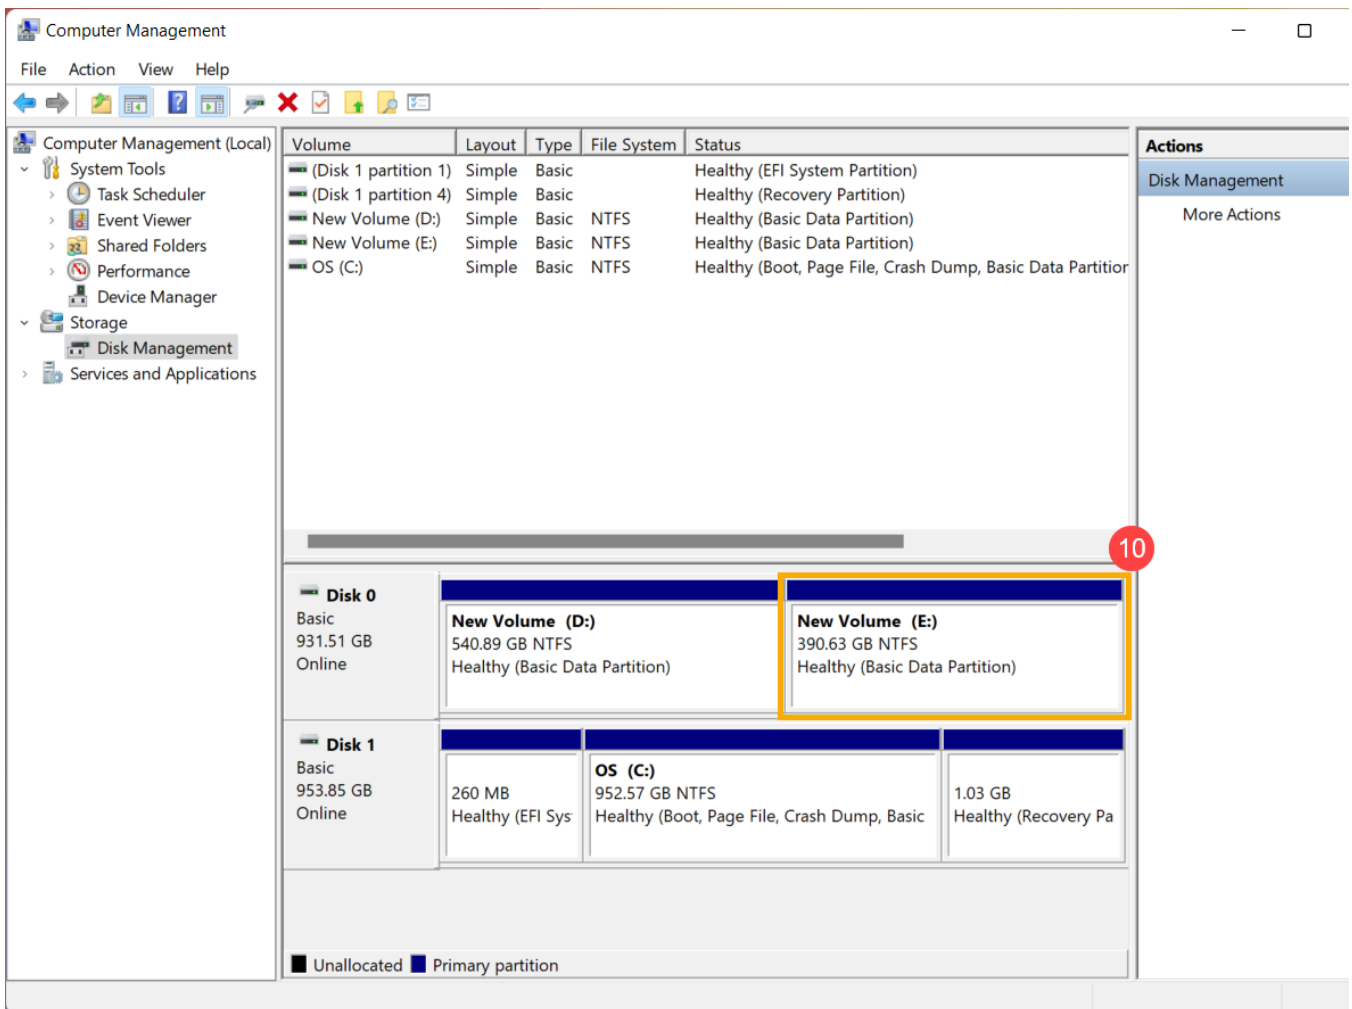 Computer Management
File Action View Help
Computer Management (Local)
System Tools
Task Scheduler
Event Viewer
Shared Folders
Performance
Device Manager
Storage
Disk Management
Services and Applications
Volume Layout Type File System Status
(Disk 1 partition 1) Simple Basic Healthy (EFI System Partition)
(Disk 1 partition 4) Simple Basic Healthy (Recovery Partition)
New Volume (D:) Simple Basic NTFS Healthy (Basic Data Partition)
New Volume (E:) Simple Basic NTFS Healthy (Basic Data Partition)
OS (C:) Simple Basic NTFS Healthy (Boot, Page File, Crash Dump, Basic Data Partition
Actions
Disk Management
More Actions
10
Disk 0
Basic
931.51 GB
Online
New Volume (D:)
540.89 GB NTFS
Healthy (Basic Data Partition)
New Volume (E:)
390.63 GB NTFS
Healthy (Basic Data Partition)
Disk 1
Basic
953.85 GB
Online
260 MB
Healthy (EFI Sys
OS (C:)
952.57 GB NTFS
Healthy (Boot, Page File, Crash Dump, Basic
1.03 GB
Healthy (Recovery Pa
Unallocated Primary partition